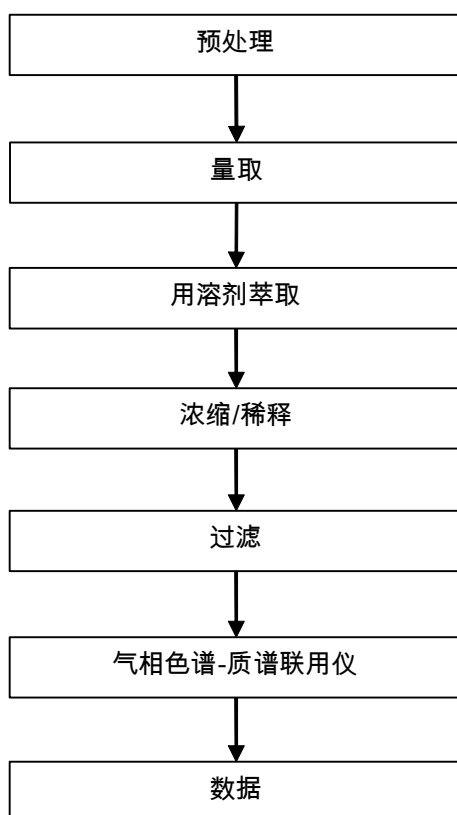 预处理
量取
用溶剂萃取
浓缩/稀释
过滤
气相色谱-质谱联用仪
数据